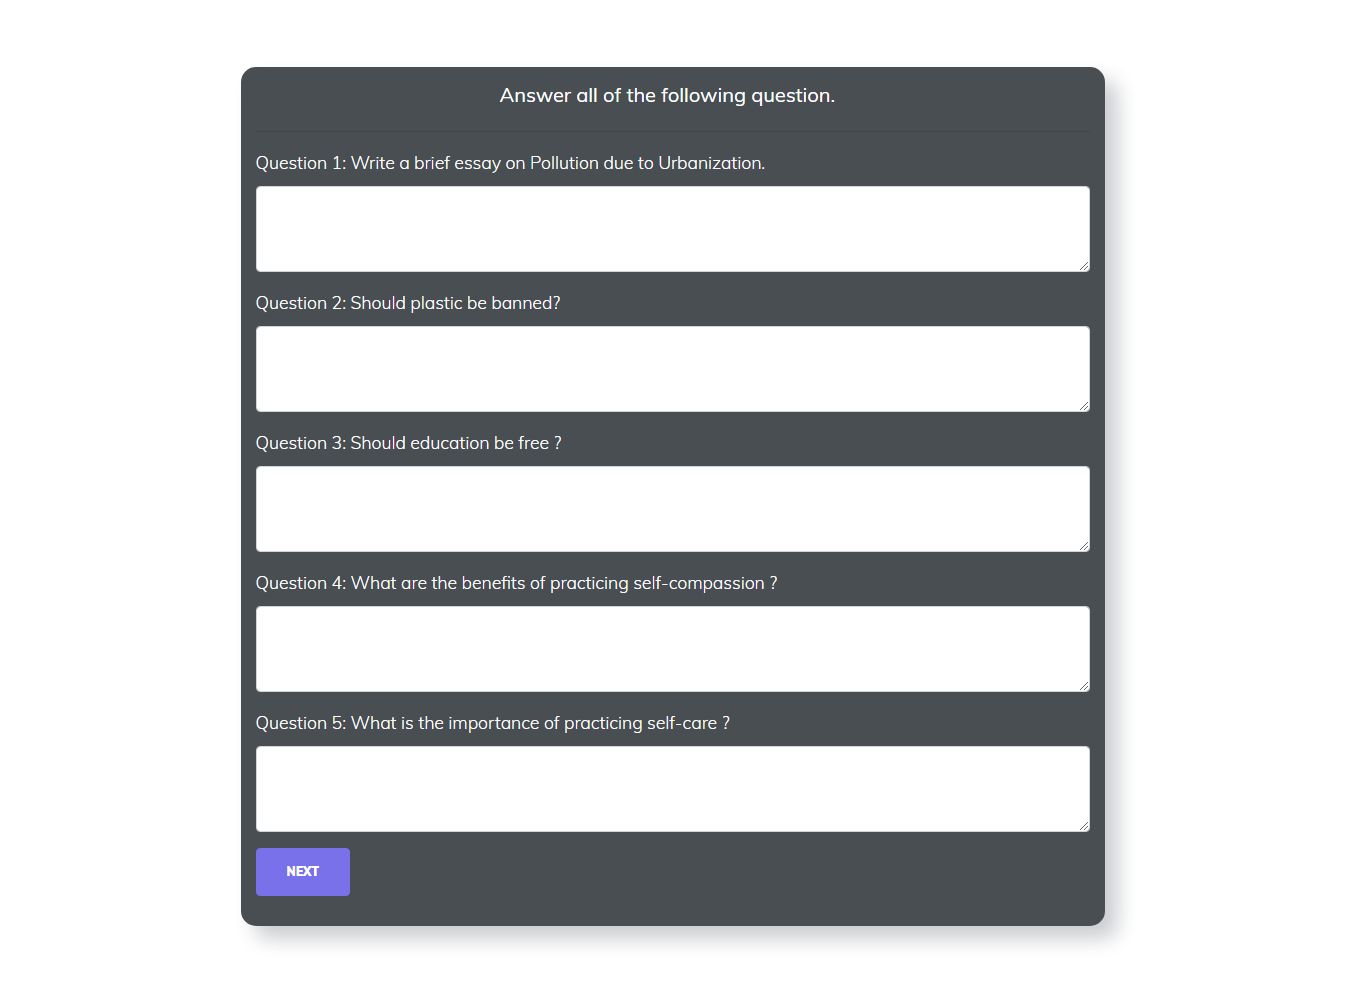 Answer all of the following question.
Question 1: Write a brief essay on Pollution due to Urbanization.
Question 2: Should plastic be banned?
Question 3: Should education be free ?
Question 4: What are the benefits of practicing self-compassion ?
Question 5: What is the importance of practicing self-care ?
NEXT